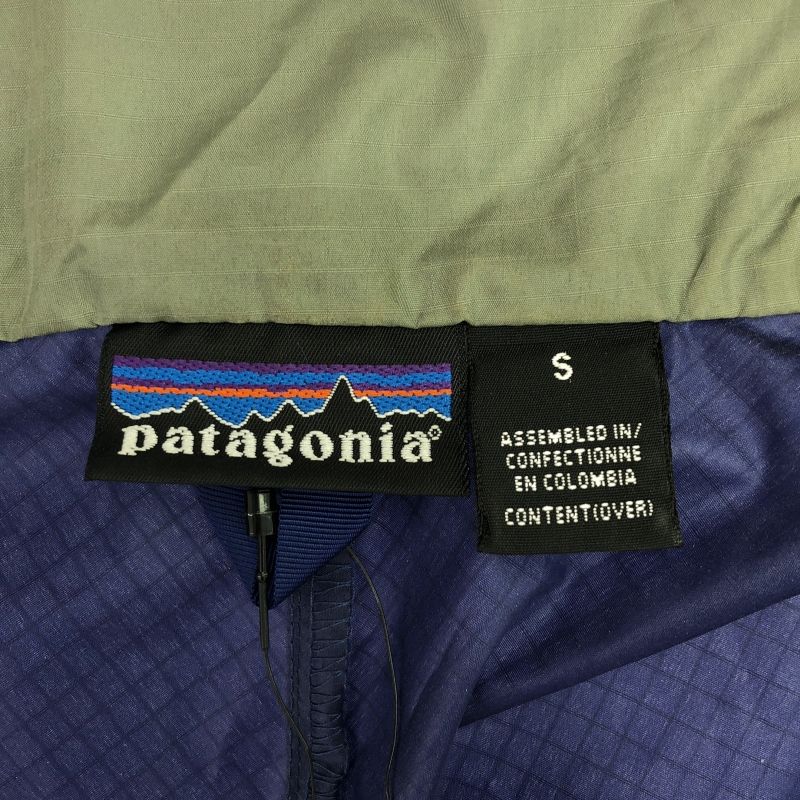 patagonia®
S
ASSEMBLED IN/
CONFECTIONNE
EN COLOMBIA
CONTENT(OVER)